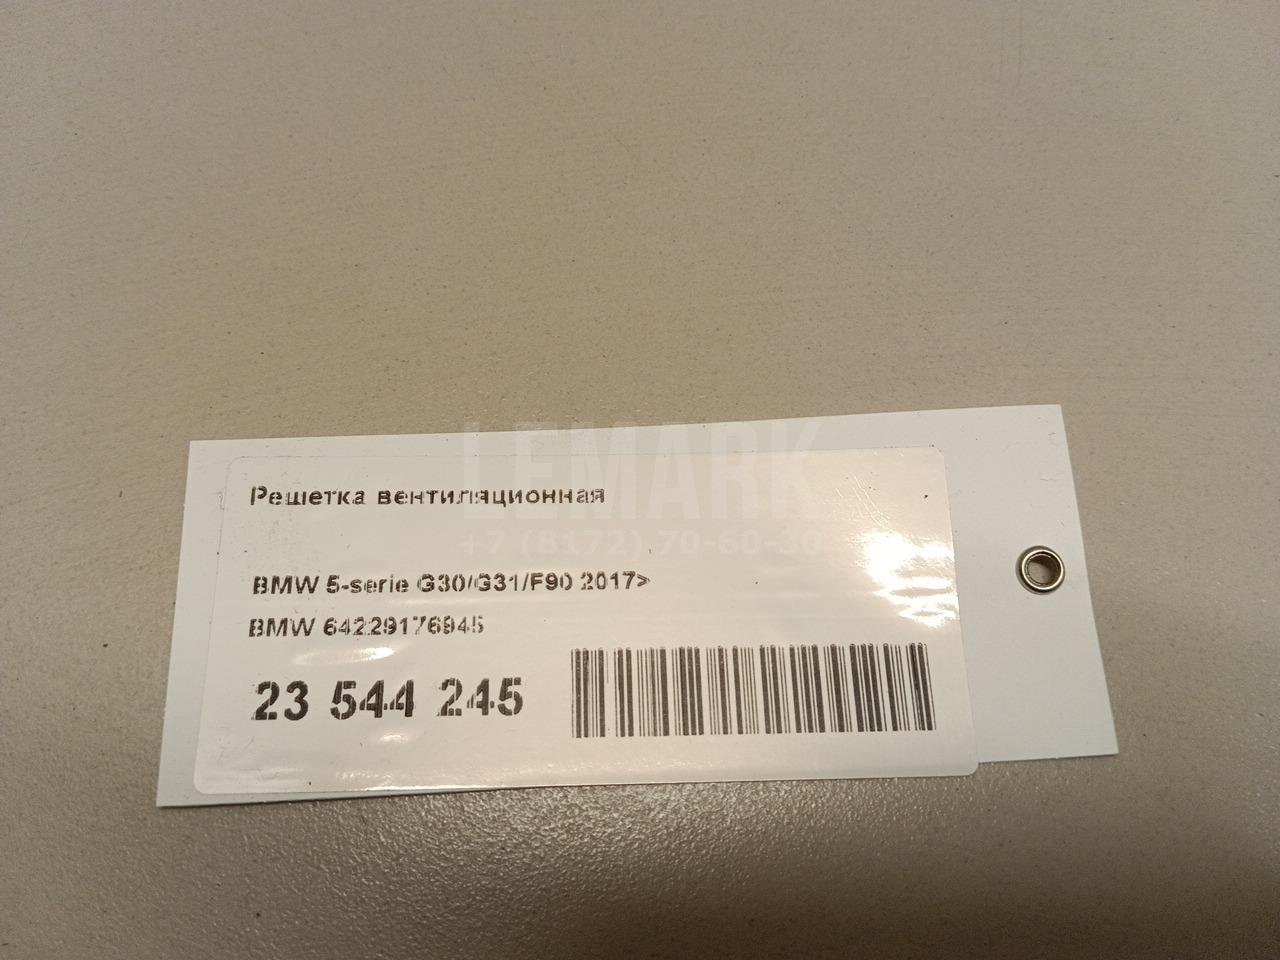 LEMARK
+7 (8172) 70-60-30
Решетка вентиляционная
BMW 5-serie G30/G31/F90 2017>
BMW 64229176945
23 544 245